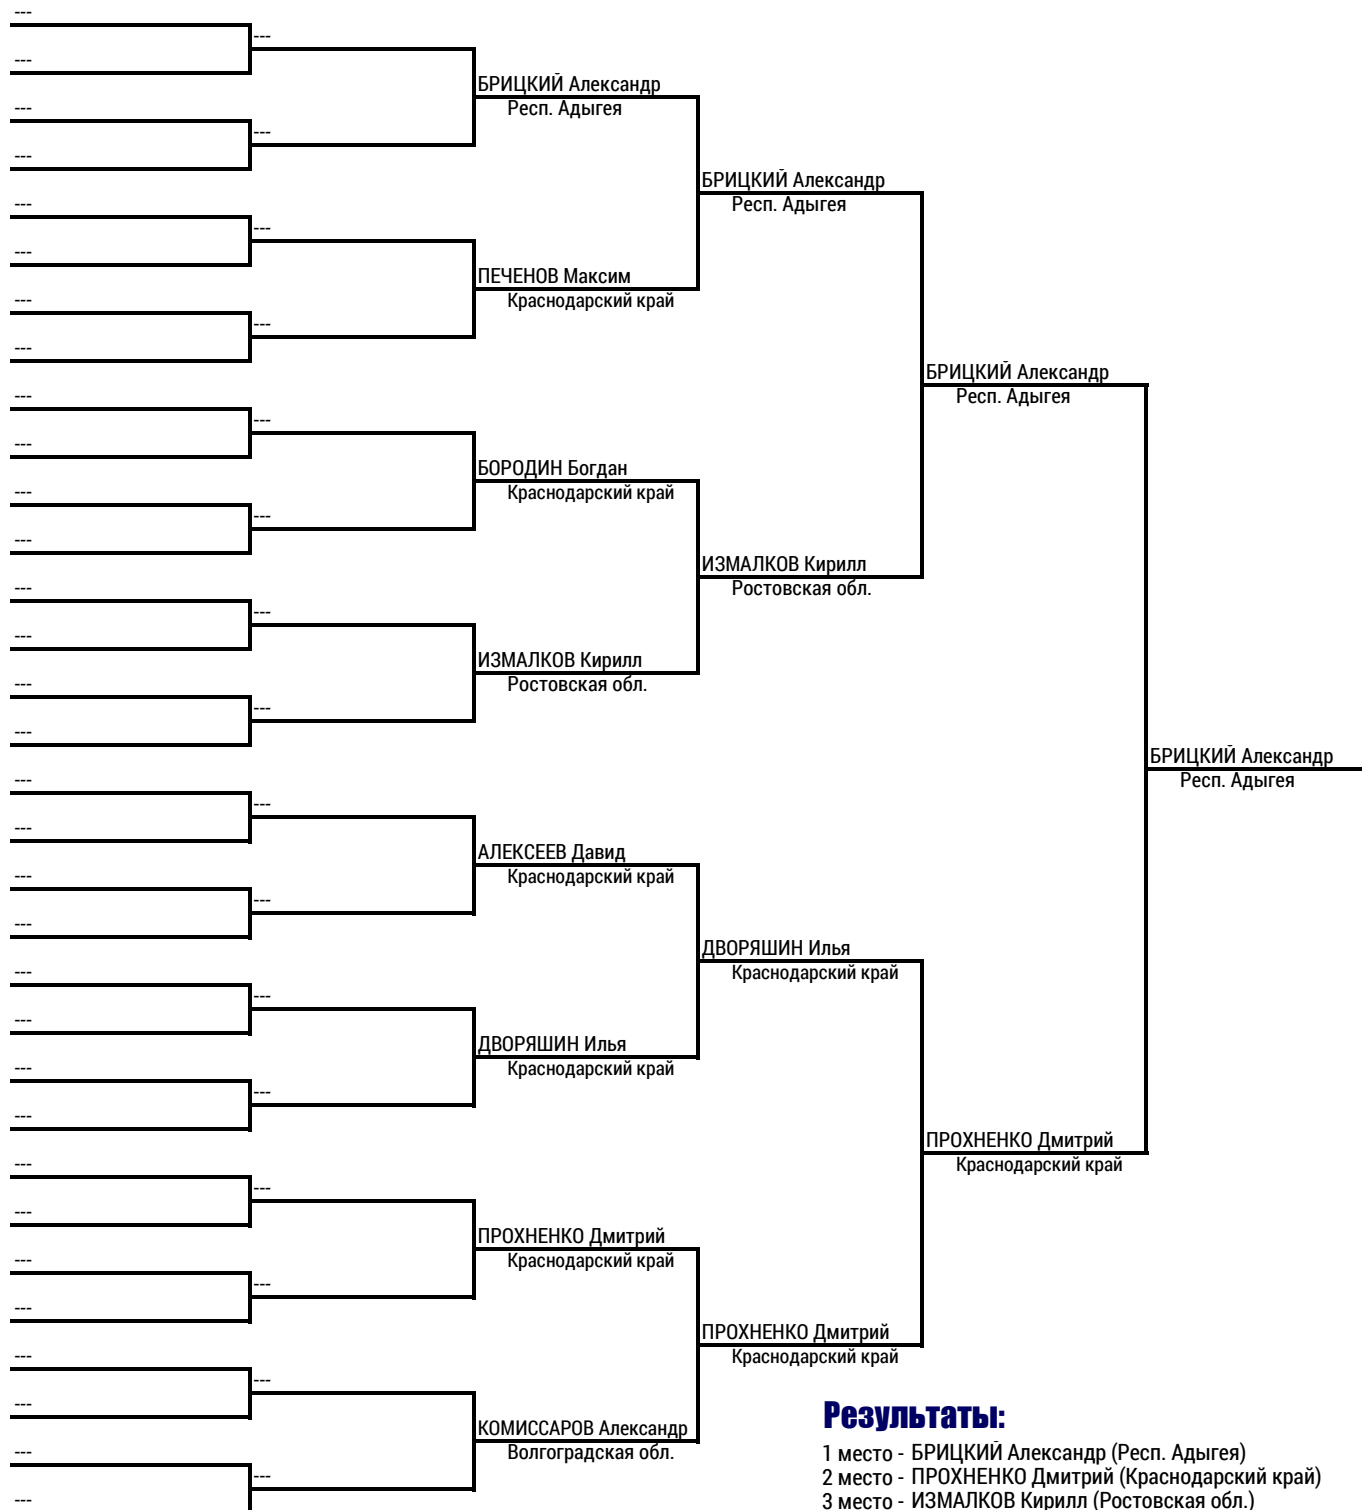 ---
---
---
БРИЦКИЙ Александр
---
Респ. Адыгея
---
---
БРИЦКИЙ Александр
---
Респ. Адыгея
---
---
ПЕЧЕНОВ Максим
---
Краснодарский край
---
---
БРИЦКИЙ Александр
---
Респ. Адыгея
---
---
БОРОДИН Богдан
---
Краснодарский край
---
---
ИЗМАЛКОВ Кирилл
---
Ростовская обл.
---
---
ИЗМАЛКОВ Кирилл
---
Ростовская обл.
---
---
БРИЦКИЙ Александр
---
Респ. Адыгея
---
---
АЛЕКСЕЕВ Давид
---
Краснодарский край
---
---
ДВОРЯШИН Илья
---
Краснодарский край
---
---
ДВОРЯШИН Илья
---
Краснодарский край
---
---
ПРОХНЕНКО Дмитрий
---
Краснодарский край
---
---
ПРОХНЕНКО Дмитрий
---
Краснодарский край
---
---
ПРОХНЕНКО Дмитрий
---
Краснодарский край
---
---
Результаты:
КОМИССАРОВ Александр
---
Волгоградская обл.
1 место - БРИЦКИЙ Александр (Респ. Адыгея)
---
2 место - ПРОХНЕНКО Дмитрий (Краснодарский край)
---
3 место - ИЗМАЛКОВ Кирилл (Ростовская обл.)